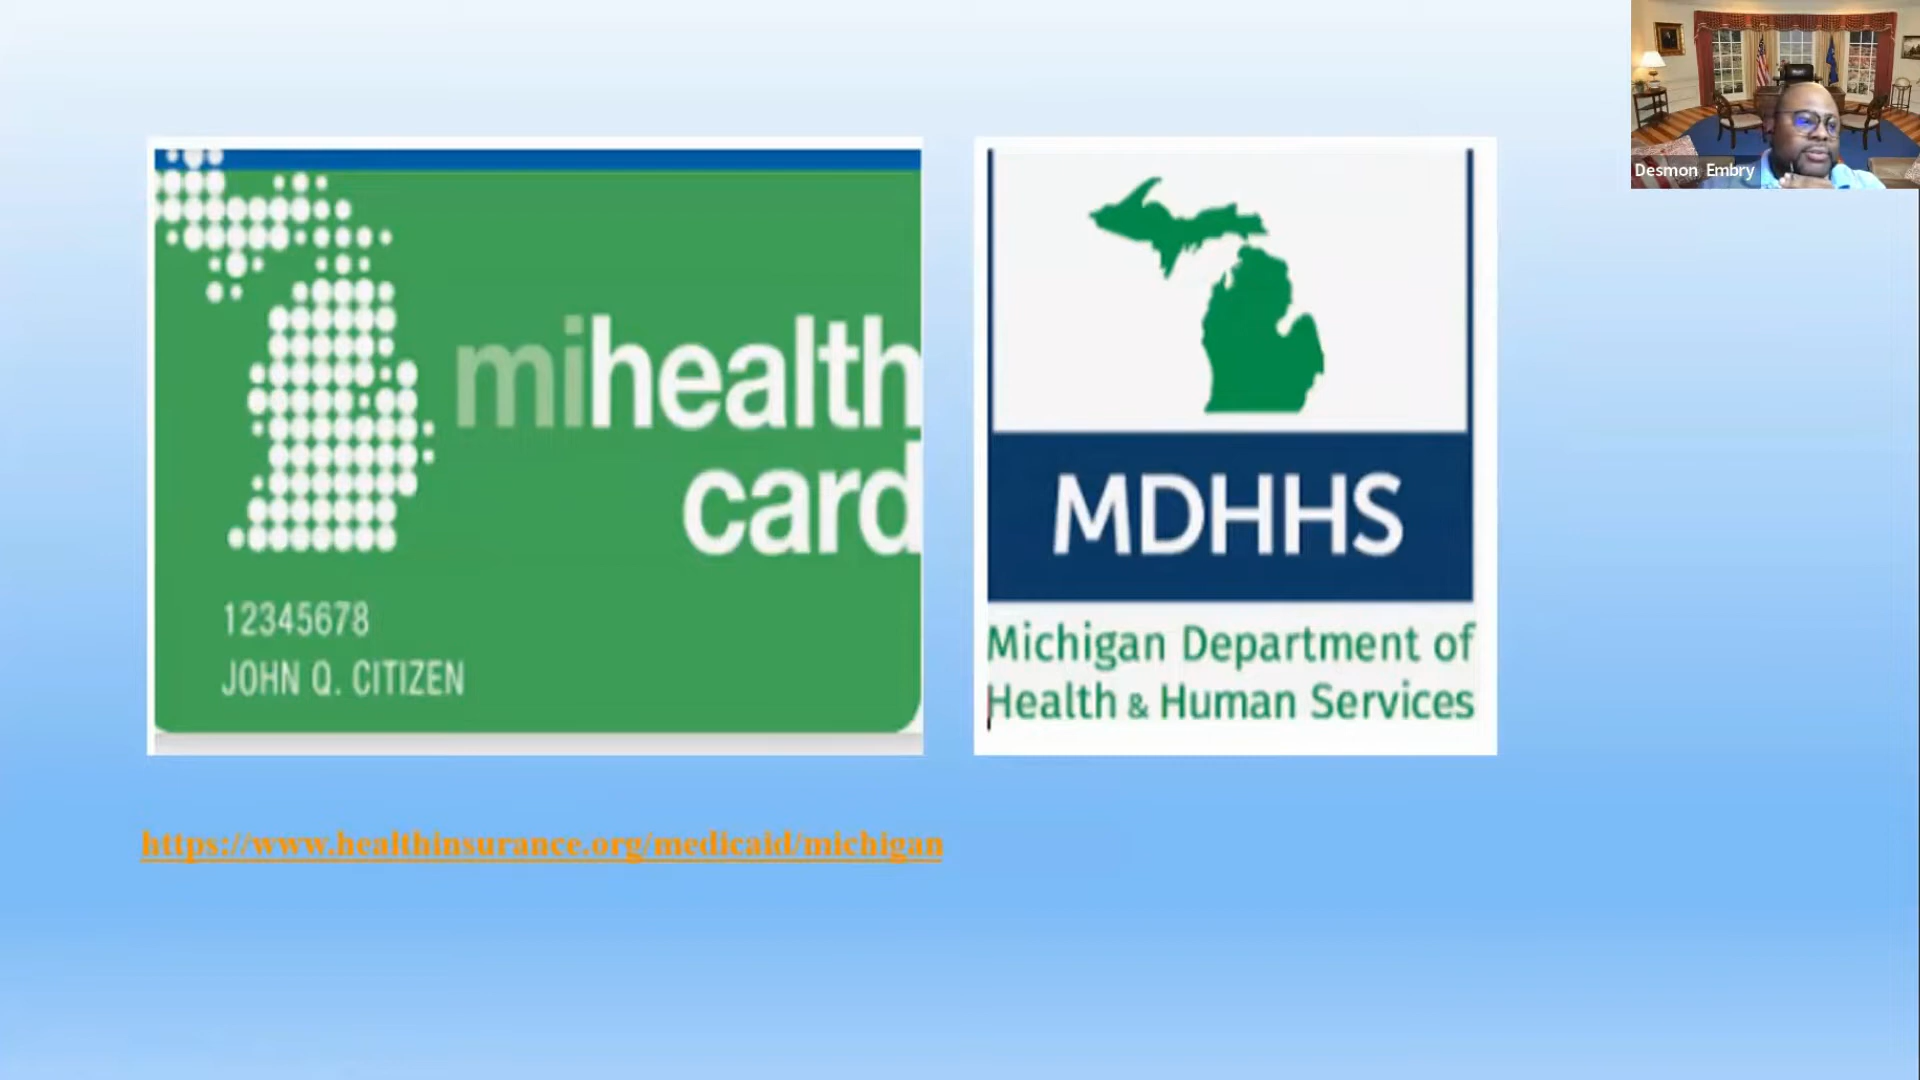 mihealth
card
12345678
JOHN Q. CITIZEN
MDHHS
Michigan Department of
Health & Human Services
https://www.healthinsurance.org/medicaid/michigan
Desmon Embry